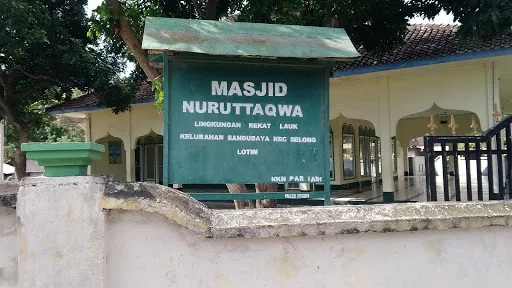 MASJID
NURUTTAQWA
LINGKUNGAN REKAT LAUK
KELURAHAN SANDUBAYA KEC SELONG
LOTIM
KKN PAR IAIH